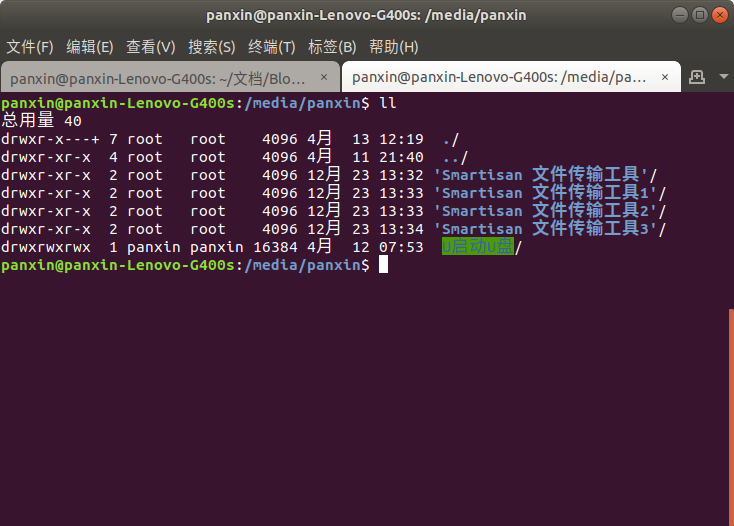 panxin@panxin-Lenovo-G400s: /media/panxin
文件(F) 编辑(E) 查看(V) 搜索(S) 终端(T) 标签(B) 帮助(H)
panxin@panxin-Lenovo-G400s: ~/文档/Blo… × panxin@panxin-Lenovo-G400s: /media/pa… ×
panxin@panxin-Lenovo-G400s:/media/panxin$ ll
总用量 40
drwxr-x---+ 7 root   root    4096 4月  13 12:19  ./
drwxr-xr-x  4 root   root    4096 4月  11 21:40  ../
drwxr-xr-x  2 root   root    4096 12月 23 13:32 'Smartisan 文件传输工具'/
drwxr-xr-x  2 root   root    4096 12月 23 13:33 'Smartisan 文件传输工具1'/
drwxr-xr-x  2 root   root    4096 12月 23 13:33 'Smartisan 文件传输工具2'/
drwxr-xr-x  2 root   root    4096 12月 23 13:34 'Smartisan 文件传输工具3'/
drwxrwxrwx  1 panxin panxin 16384 4月  12 07:53  U启动U盘/
panxin@panxin-Lenovo-G400s:/media/panxin$